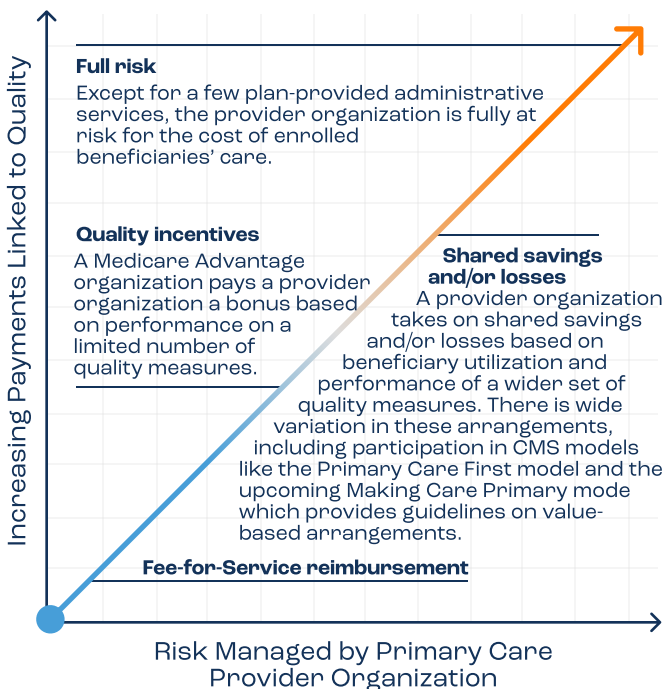 Increasing Payments Linked to Quality
Full risk
Except for a few plan-provided administrative
services, the provider organization is fully at
risk for the cost of enrolled
beneficiaries’ care.
Quality incentives
A Medicare Advantage
organization pays a provider
organization a bonus based
on performance on a
limited number of
quality measures.
Shared savings
and/or losses
A provider organization
takes on shared savings
and/or losses based on
beneficiary utilization and
performance of a wider set of
quality measures. There is wide
variation in these arrangements,
including participation in CMS models
like the Primary Care First model and the
upcoming Making Care Primary mode
which provides guidelines on value-
based arrangements.
Fee-for-Service reimbursement
Risk Managed by Primary Care
Provider Organization